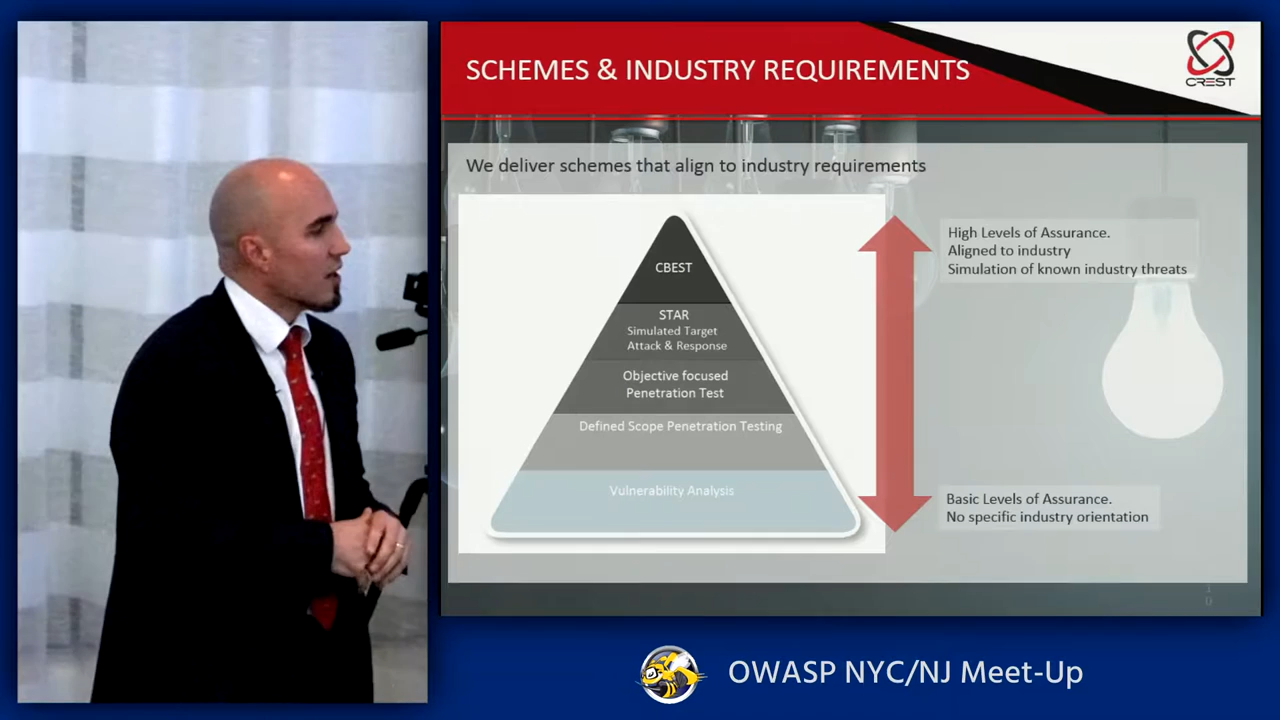 SCHEMES & INDUSTRY REQUIREMENTS
CREST
We deliver schemes that align to industry requirements
CBEST
STAR
Simulated Target
Attack & Response
Objective focused
Penetration Test
Defined Scope Penetration Testing
Vulnerability Analysis
High Levels of Assurance.
Aligned to industry
Simulation of known industry threats
Basic Levels of Assurance.
No specific industry orientation
10
OWASP NYC/NJ Meet-Up